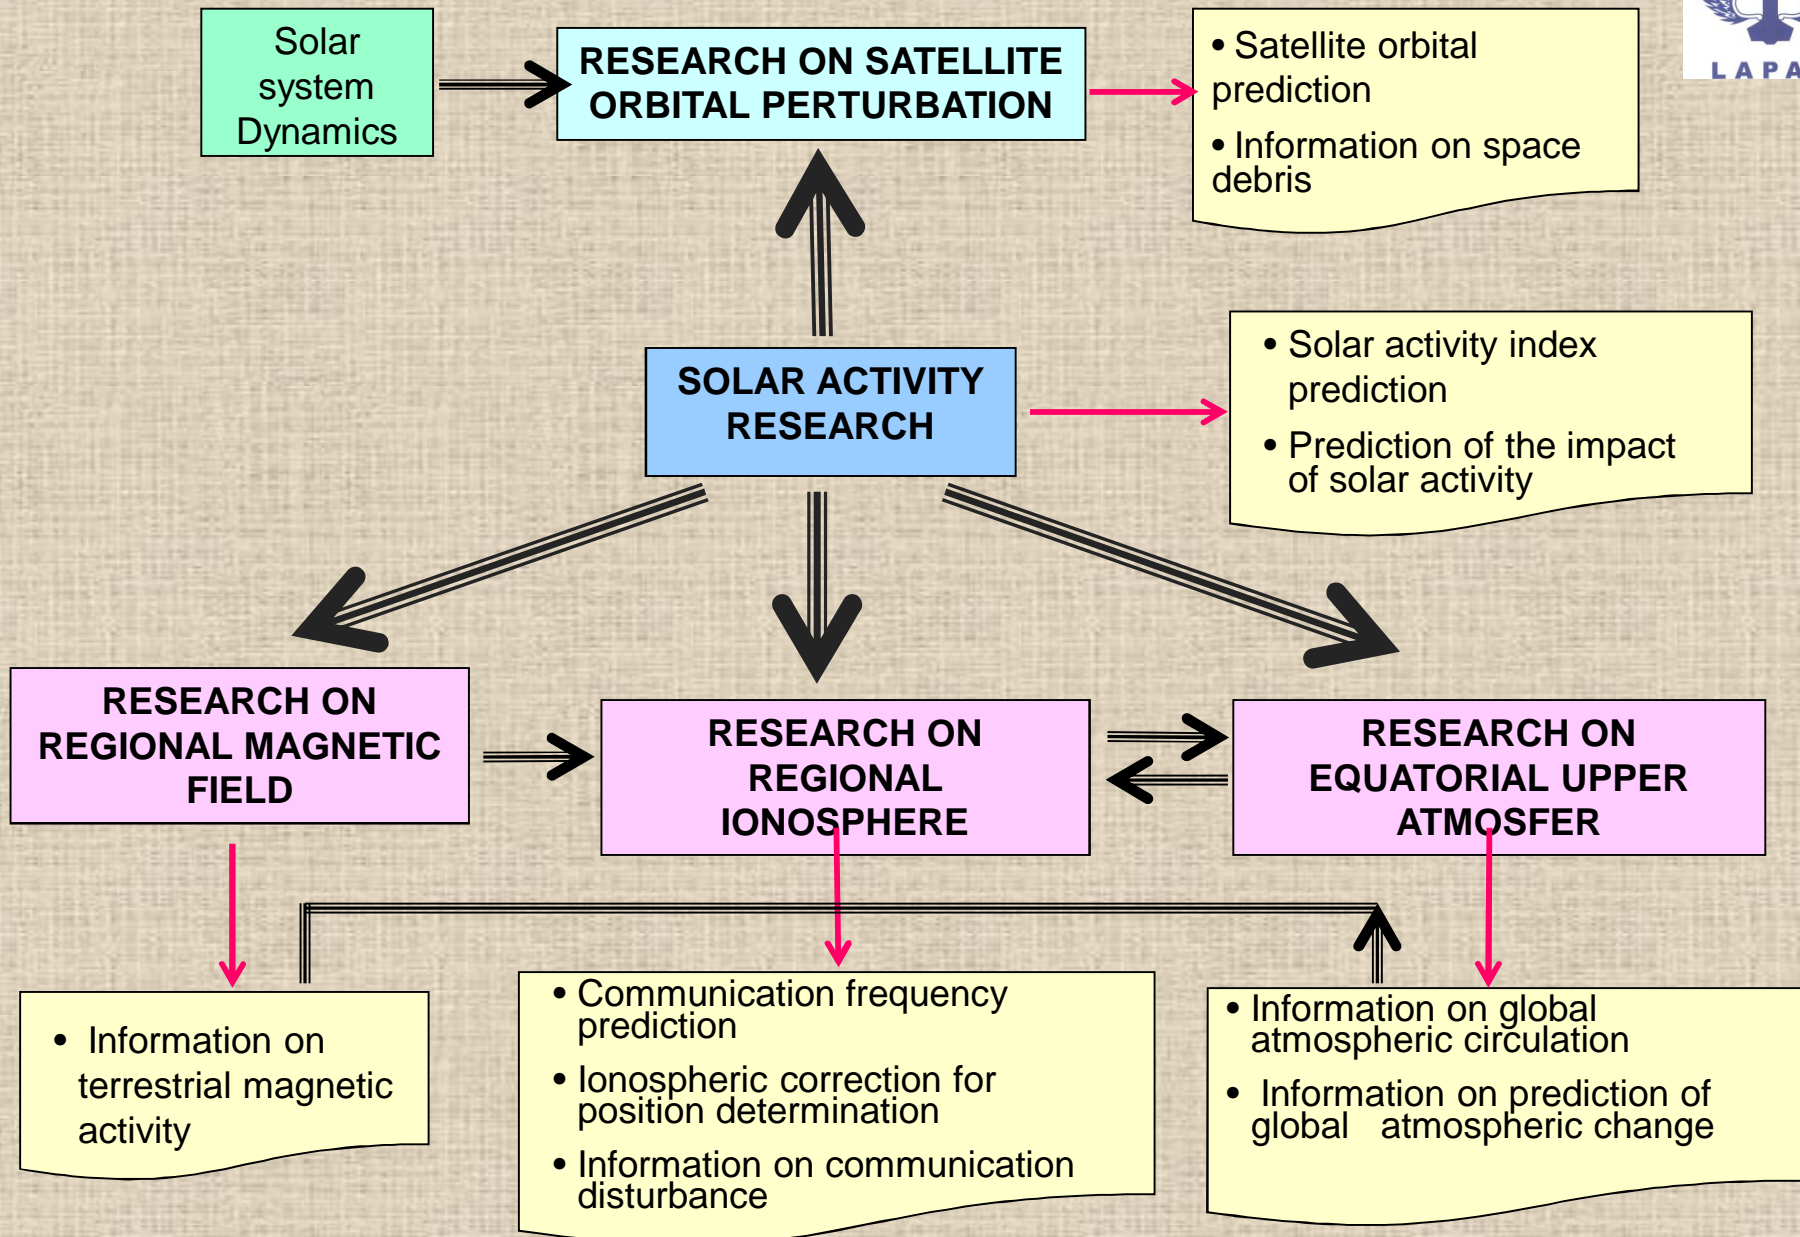 Solar
system
Dynamics
RESEARCH ON SATELLITE
ORBITAL PERTURBATION
• Satellite orbital
prediction
• Information on space
debris
LAPA
SOLAR ACTIVITY
RESEARCH
• Solar activity index
prediction
• Prediction of the impact
of solar activity
RESEARCH ON
REGIONAL MAGNETIC
FIELD
RESEARCH ON
REGIONAL
IONOSPHERE
RESEARCH ON
EQUATORIAL UPPER
ATMOSFER
• Information on
terrestrial magnetic
activity
• Communication frequency
prediction
• Ionospheric correction for
position determination
• Information on communication
disturbance
• Information on global
atmospheric circulation
• Information on prediction of
global atmospheric change